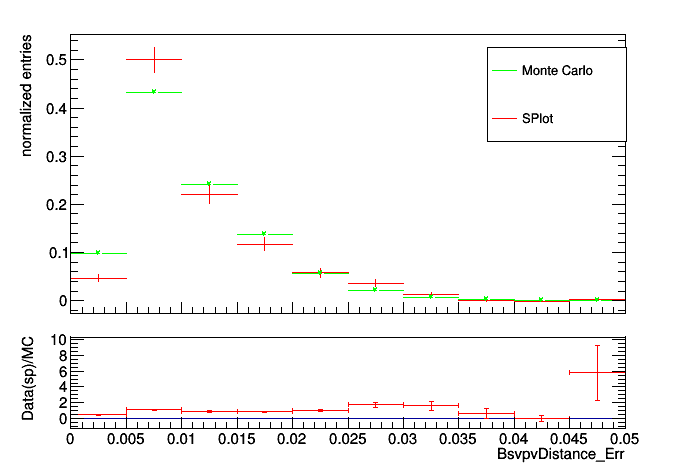 normalized entries
0.5
0.4
0.3
0.2
0.1
0
Monte Carlo
SPlot
Data(sp)/MC
10
8
6
4
2
0
0 0.005 0.01 0.015 0.02 0.025 0.03 0.035 0.04 0.045 0.05
BsvpvDistance_Err